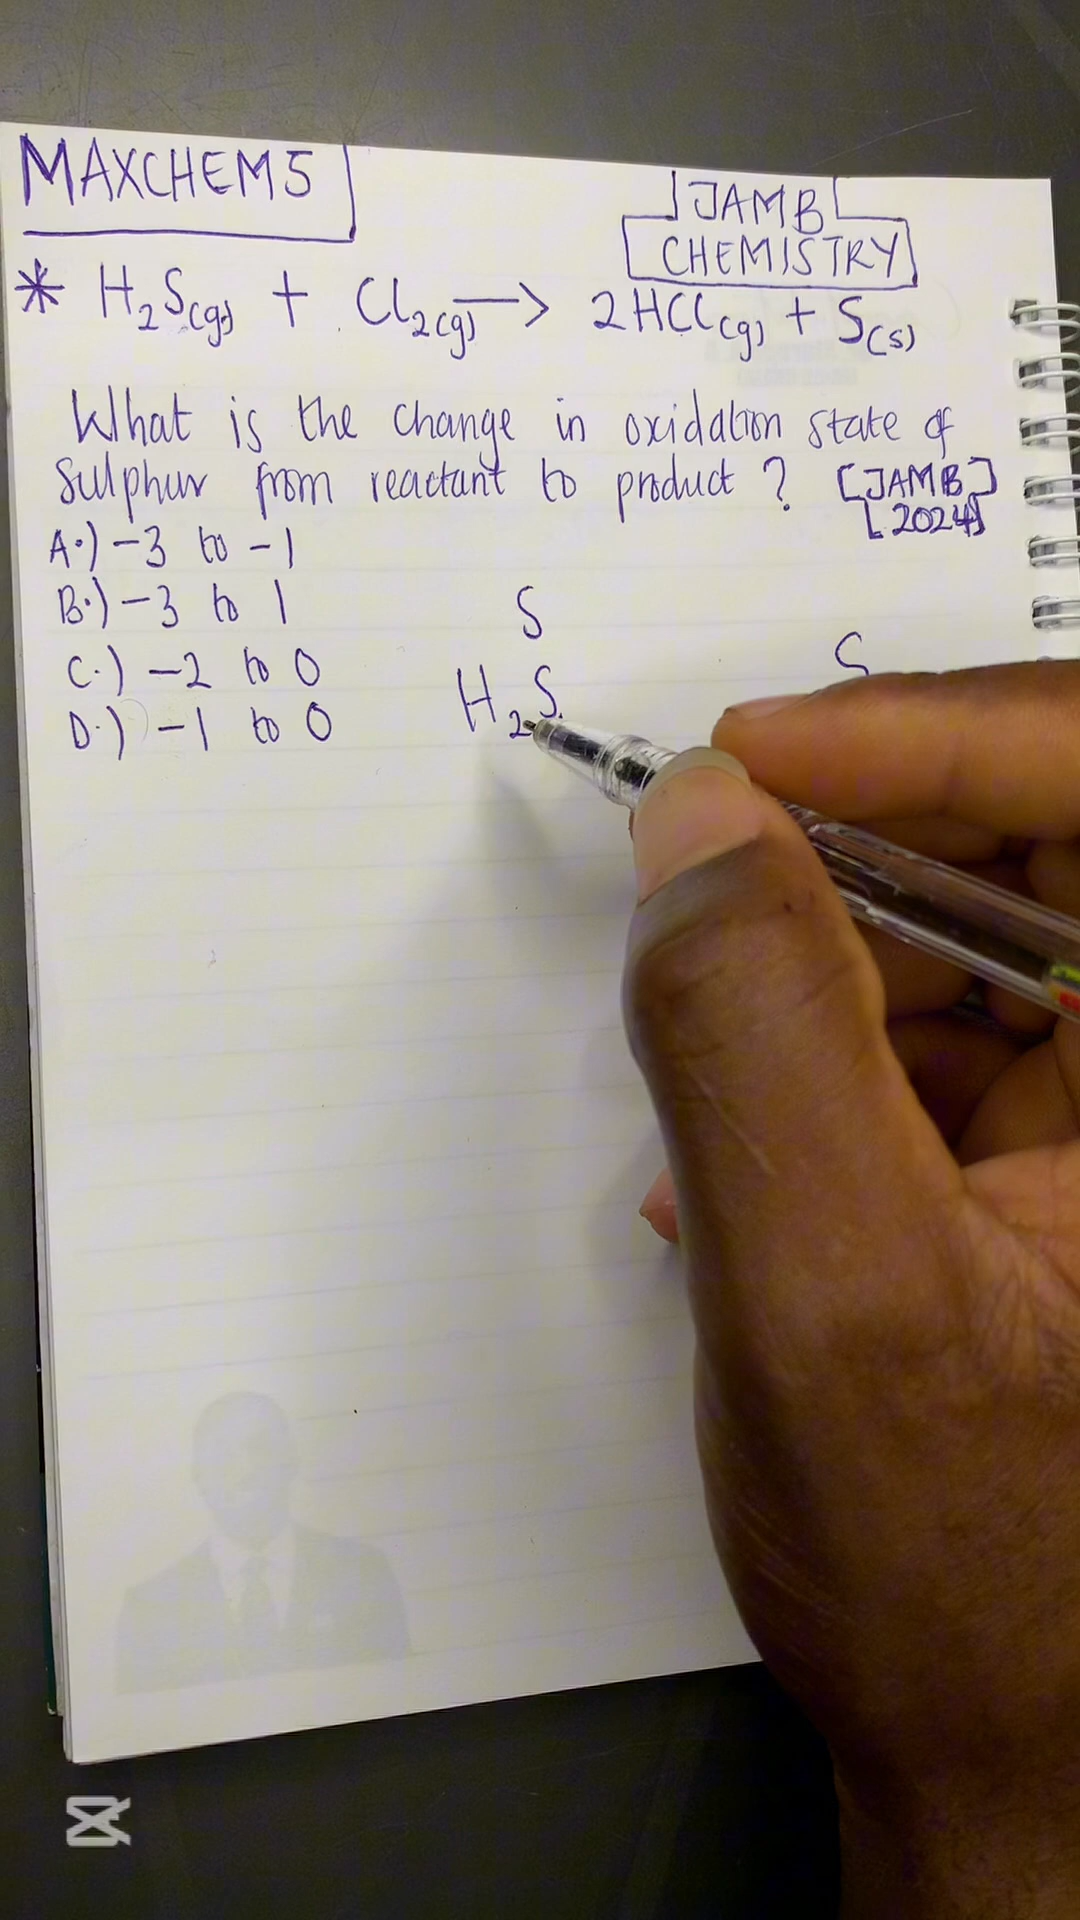 MAXCHEM5
JAMB
CHEMISTRY
* H₂S(g) + Cl₂(g) → 2HCl(g) + S(s)
What is the change in oxidation state of
Sulphur from reactant to product ? [JAMB]
[2024]
A.) -3 to -1
B.) -3 to 1
C.) -2 to 0
D.) -1 to 0
S
H₂S
S